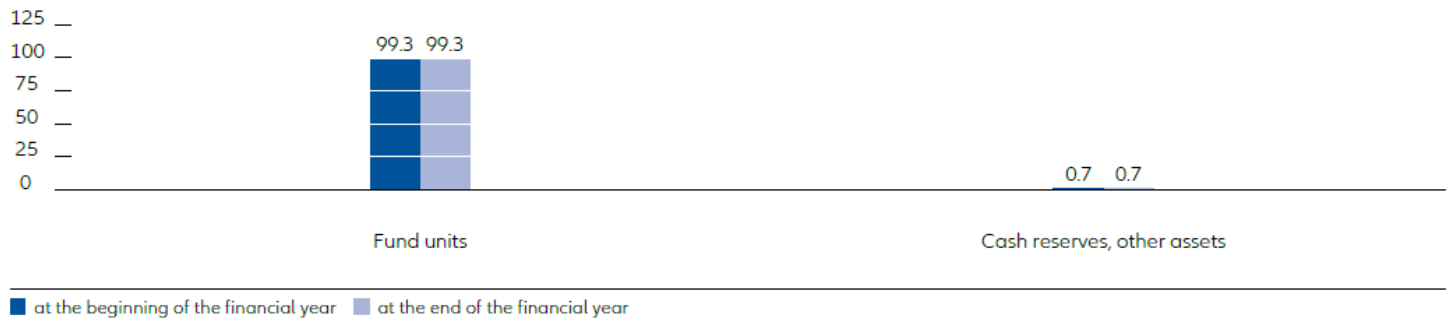 125
99.3 99.3
100
75
50
25
0.7 0.7
0
Fund units
Cash reserves, other assets
at the beginning of the financial year at the end of the financial year